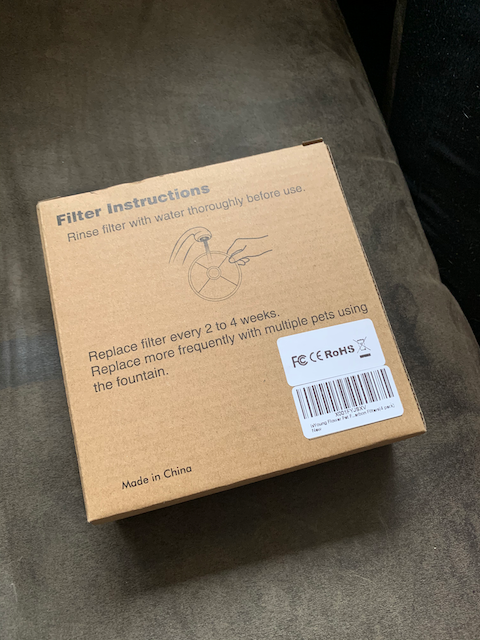 Filter Instructions
Rinse filter with water thoroughly before use.
Replace filter every 2 to 4 weeks.
Replace more frequently with multiple pets using
the fountain.
FC CE RoHS
New
Made in China